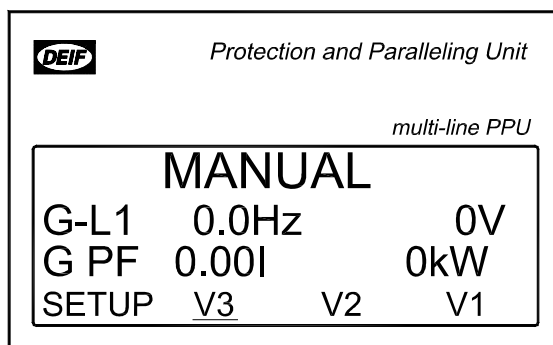 DEIF Protection and Paralleling Unit
multi-line PPU
MANUAL
G-L1 0.0Hz 0V
G PF 0.00I 0kW
SETUP V3 V2 V1